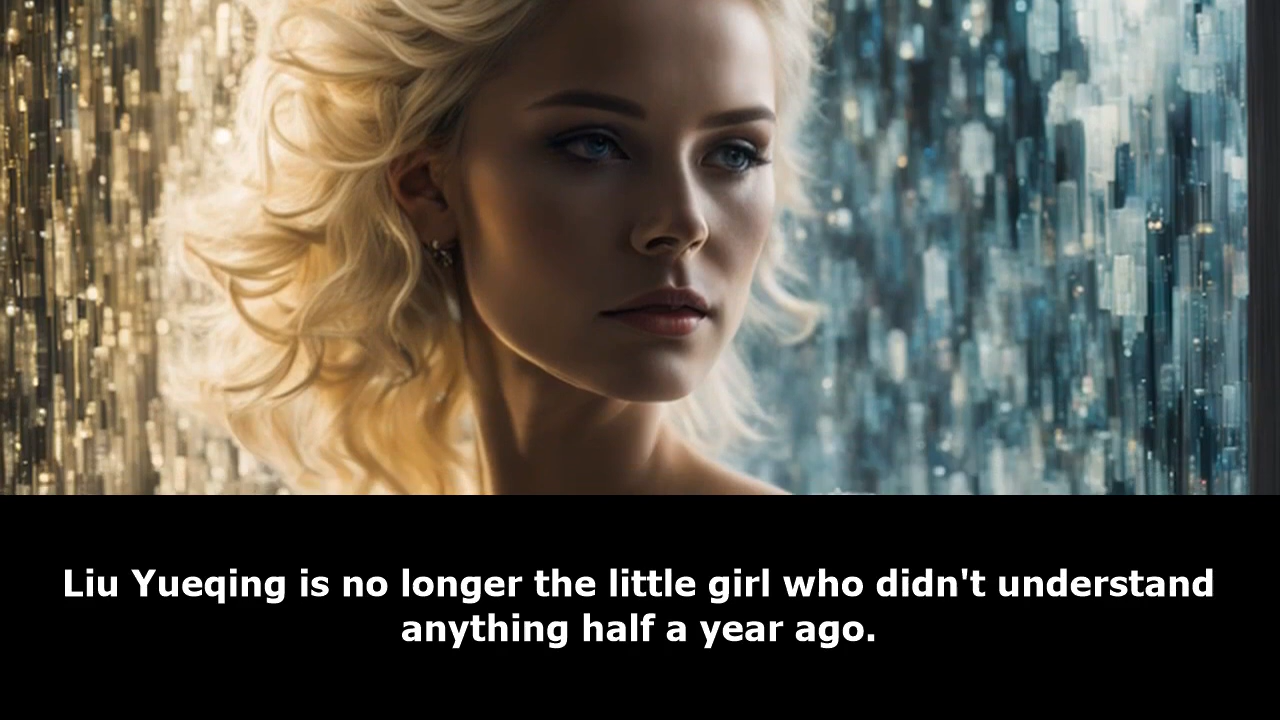 Liu Yueqing is no longer the little girl who didn't understand
anything half a year ago.